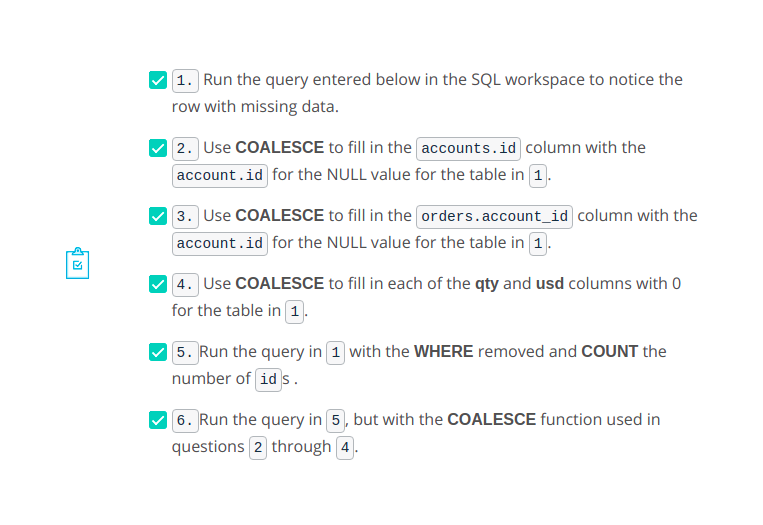 1. Run the query entered below in the SQL workspace to notice the
row with missing data.
2. Use COALESCE to fill in the accounts.id column with the
account.id for the NULL value for the table in 1.
3. Use COALESCE to fill in the orders.account_id column with the
account.id for the NULL value for the table in 1.
4. Use COALESCE to fill in each of the qty and usd columns with 0
for the table in 1.
5. Run the query in 1 with the WHERE removed and COUNT the
number of ids .
6. Run the query in 5, but with the COALESCE function used in
questions 2 through 4.